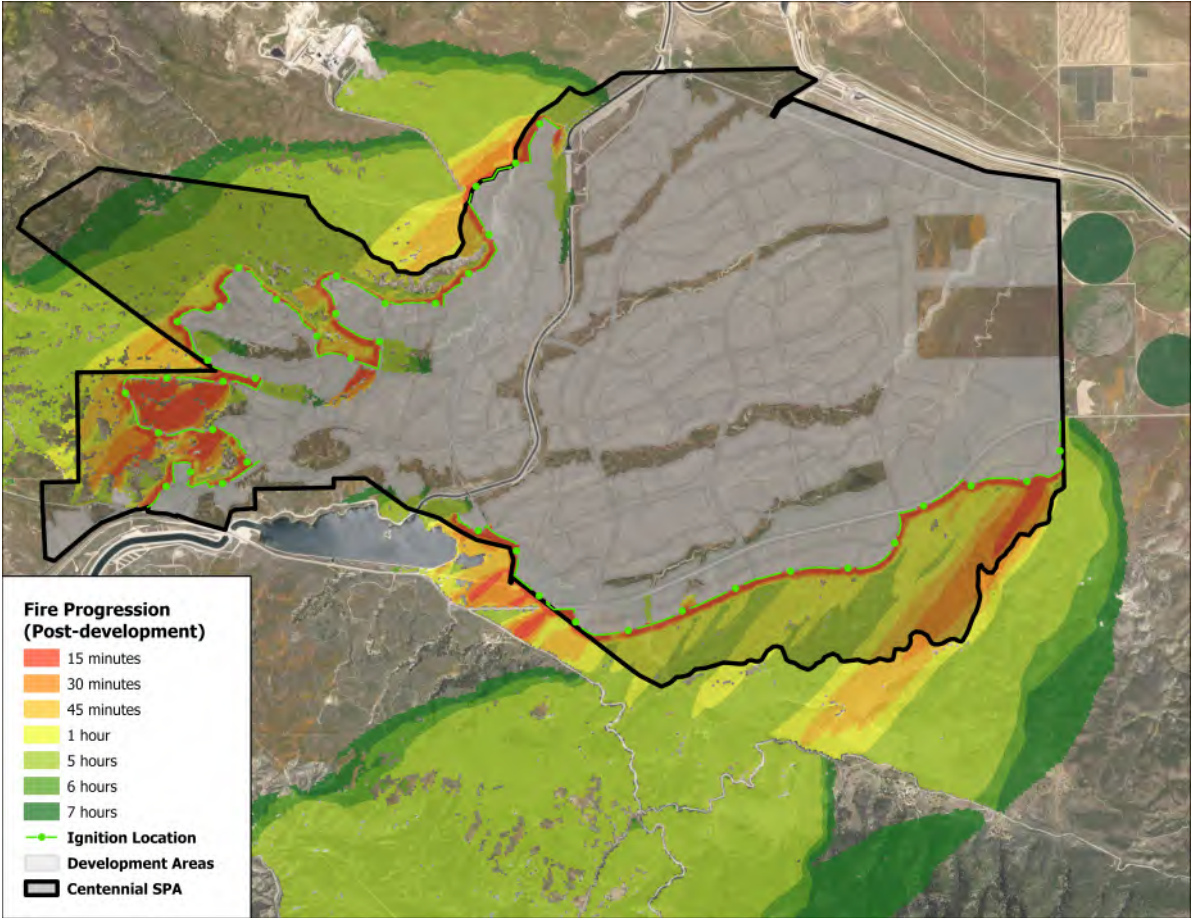 Fire Progression
(Post-development)
15 minutes
30 minutes
45 minutes
1 hour
5 hours
6 hours
7 hours
Ignition Location
Development Areas
Centennial SPA